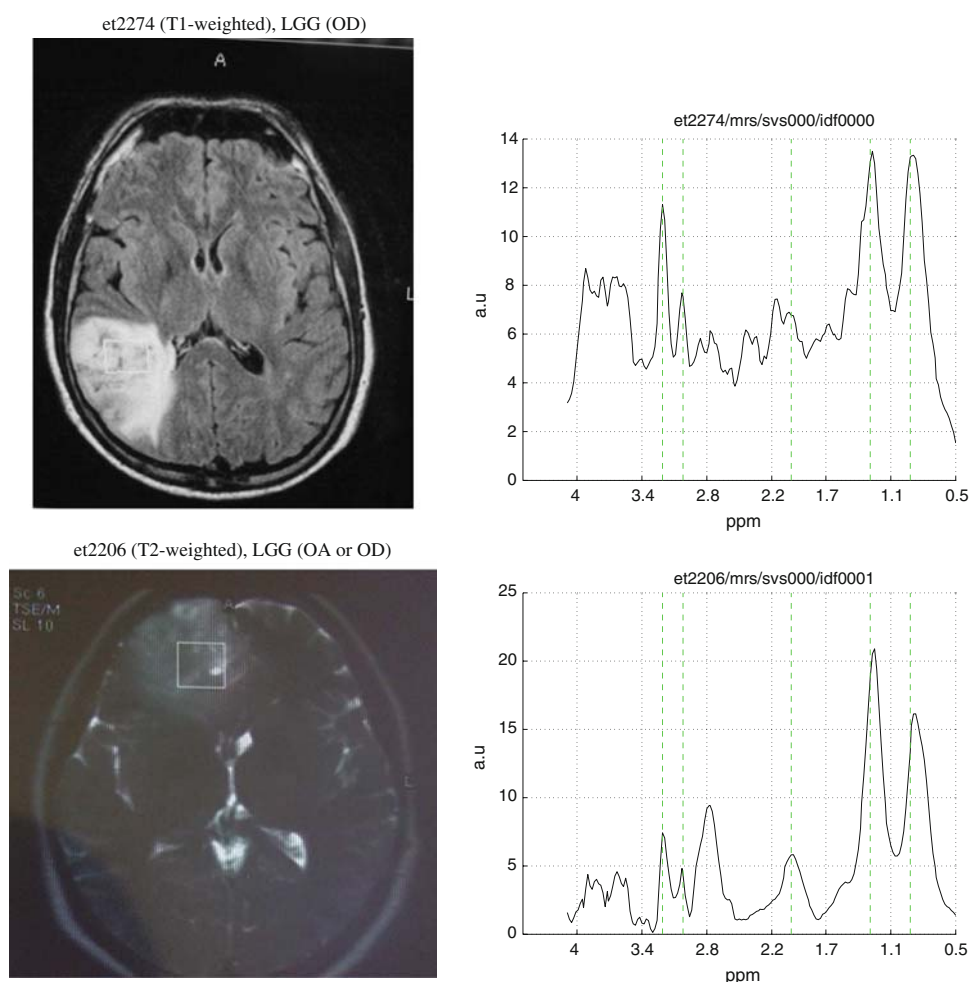 et2274 (T1-weighted), LGG (OD)
A
L
et2274/mrs/svs000/idf0000
14
12
10
8
6
4
2
0
a.u
4 3.4 2.8 2.2 1.7 1.1 0.5
ppm
et2206 (T2-weighted), LGG (OA or OD)
Sc 6
TSE/M
SL 10
A
L
et2206/mrs/svs000/idf0001
25
20
15
10
5
0
a.u
4 3.4 2.8 2.2 1.7 1.1 0.5
ppm